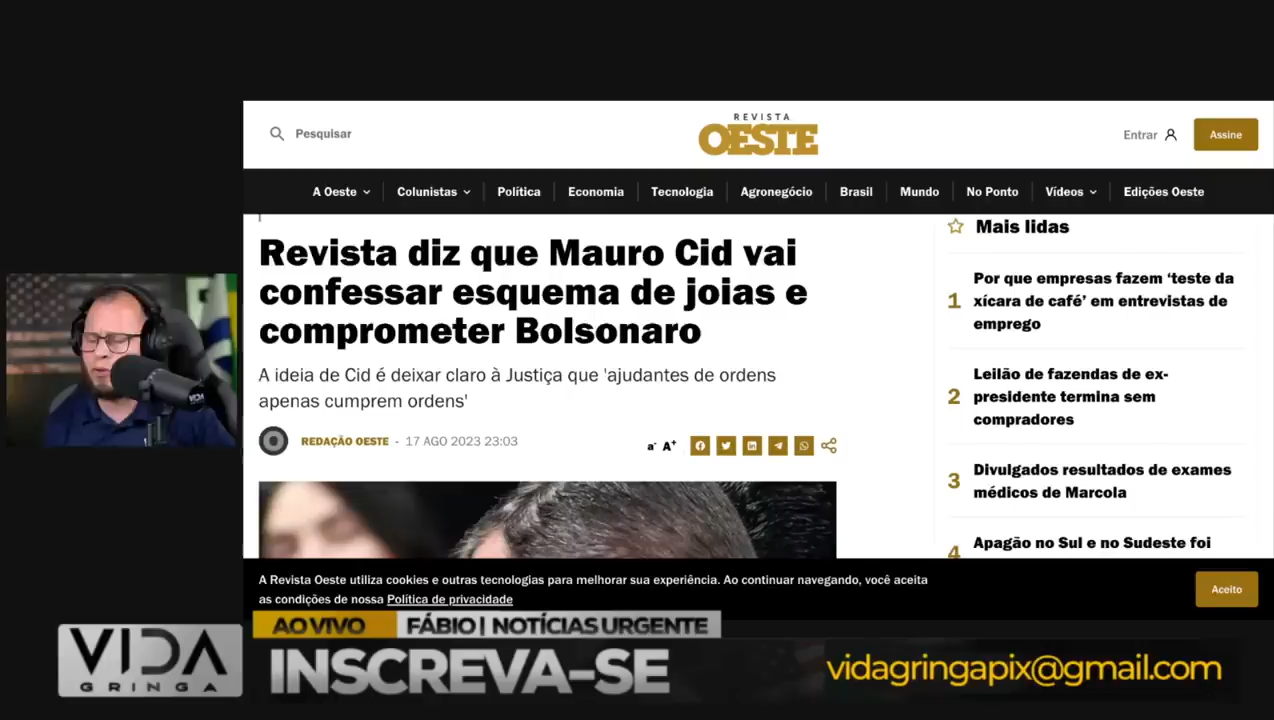 Pesquisar
REVISTA
OESTE
Entrar
Assine
A Oeste
Colunistas
Política
Economia
Tecnologia
Agronegócio
Brasil
Mundo
No Ponto
Vídeos
Edições Oeste
Revista diz que Mauro Cid vai
confessar esquema de joias e
comprometer Bolsonaro
A ideia de Cid é deixar claro à Justiça que 'ajudantes de ordens
apenas cumprem ordens'
REDAÇÃO OESTE - 17 AGO 2023 23:03
a- A+
Mais lidas
1
Por que empresas fazem ‘teste da
xícara de café’ em entrevistas de
emprego
2
Leilão de fazendas de ex-
presidente termina sem
compradores
3
Divulgados resultados de exames
médicos de Marcola
4
Apagão no Sul e no Sudeste foi
A Revista Oeste utiliza cookies e outras tecnologias para melhorar sua experiência. Ao continuar navegando, você aceita
as condições de nossa Política de privacidade
Aceito
VIDA
AO VIVO
FÁBIO | NOTÍCIAS URGENTE
VIDA
GRINGA
INSCREVA-SE
vidagringapix@gmail.com